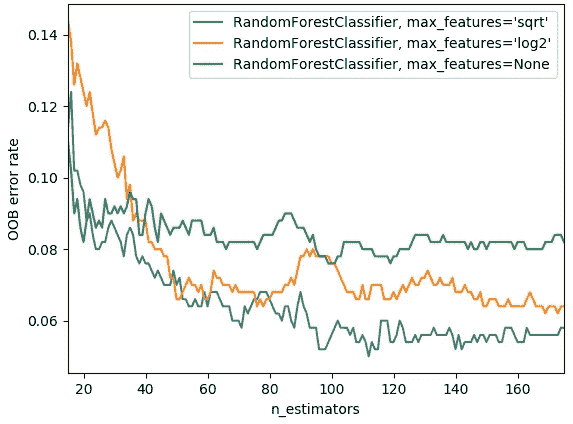 RandomForestClassifier, max_features='sqrt'
RandomForestClassifier, max_features='log2'
RandomForestClassifier, max_features=None
0.14
0.12
0.10
0.08
0.06
OOB error rate
20 40 60 80 100 120 140 160
n_estimators